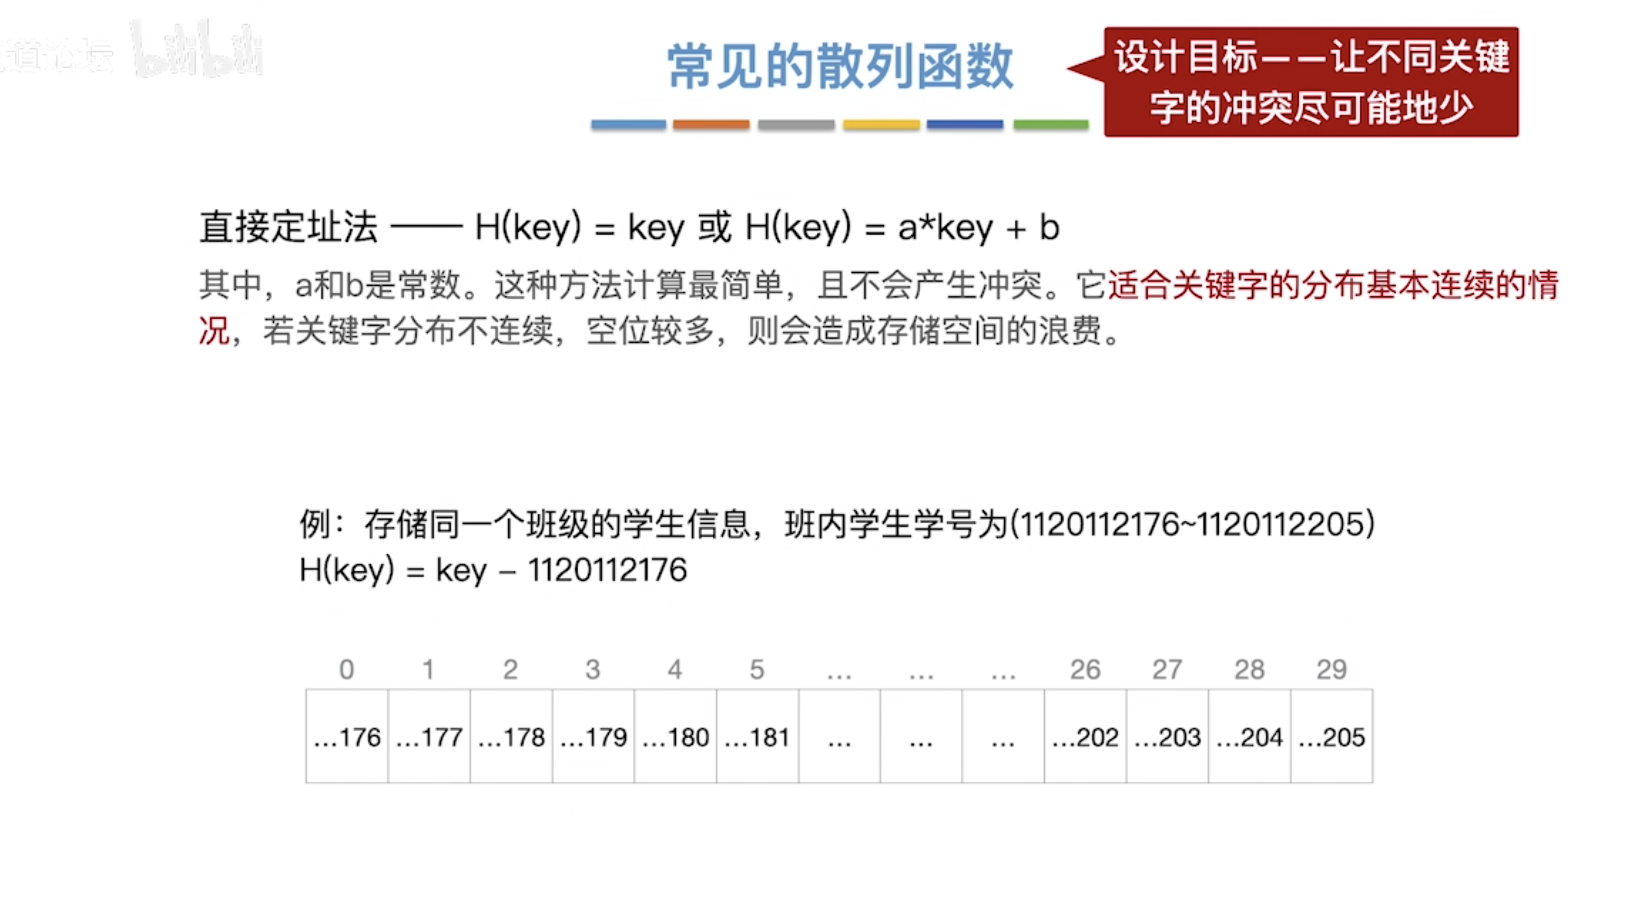 道论坛 bilibili
常见的散列函数
设计目标——让不同关键
字的冲突尽可能地少
直接定址法 —— H(key) = key 或 H(key) = a*key + b
其中，a和b是常数。这种方法计算最简单，且不会产生冲突。它适合关键字的分布基本连续的情
况，若关键字分布不连续，空位较多，则会造成存储空间的浪费。
例：存储同一个班级的学生信息，班内学生学号为(1120112176~1120112205)
H(key) = key – 1120112176
0 1 2 3 4 5 ... ... ... 26 27 28 29
...176 ...177 ...178 ...179 ...180 ...181 ... ... ... ...202 ...203 ...204 ...205